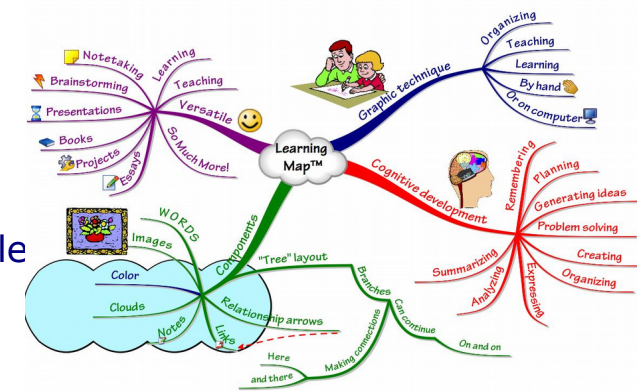 Learning
Map™
Graphic technique
Organizing
Teaching
Learning
By hand
Or on computer
Cognitive development
Remembering
Planning
Generating ideas
Problem solving
Creating
Organizing
Expressing
Analyzing
Summarizing
Components
"Tree" layout
Branches
Can continue
On and on
Making connections
Here
and there
Relationship arrows
Links
Notes
Clouds
Color
Images
WORDS
Versatile
Notetaking
Brainstorming
Presentations
Books
Projects
Essays
Learning
Teaching
So Much More!
le